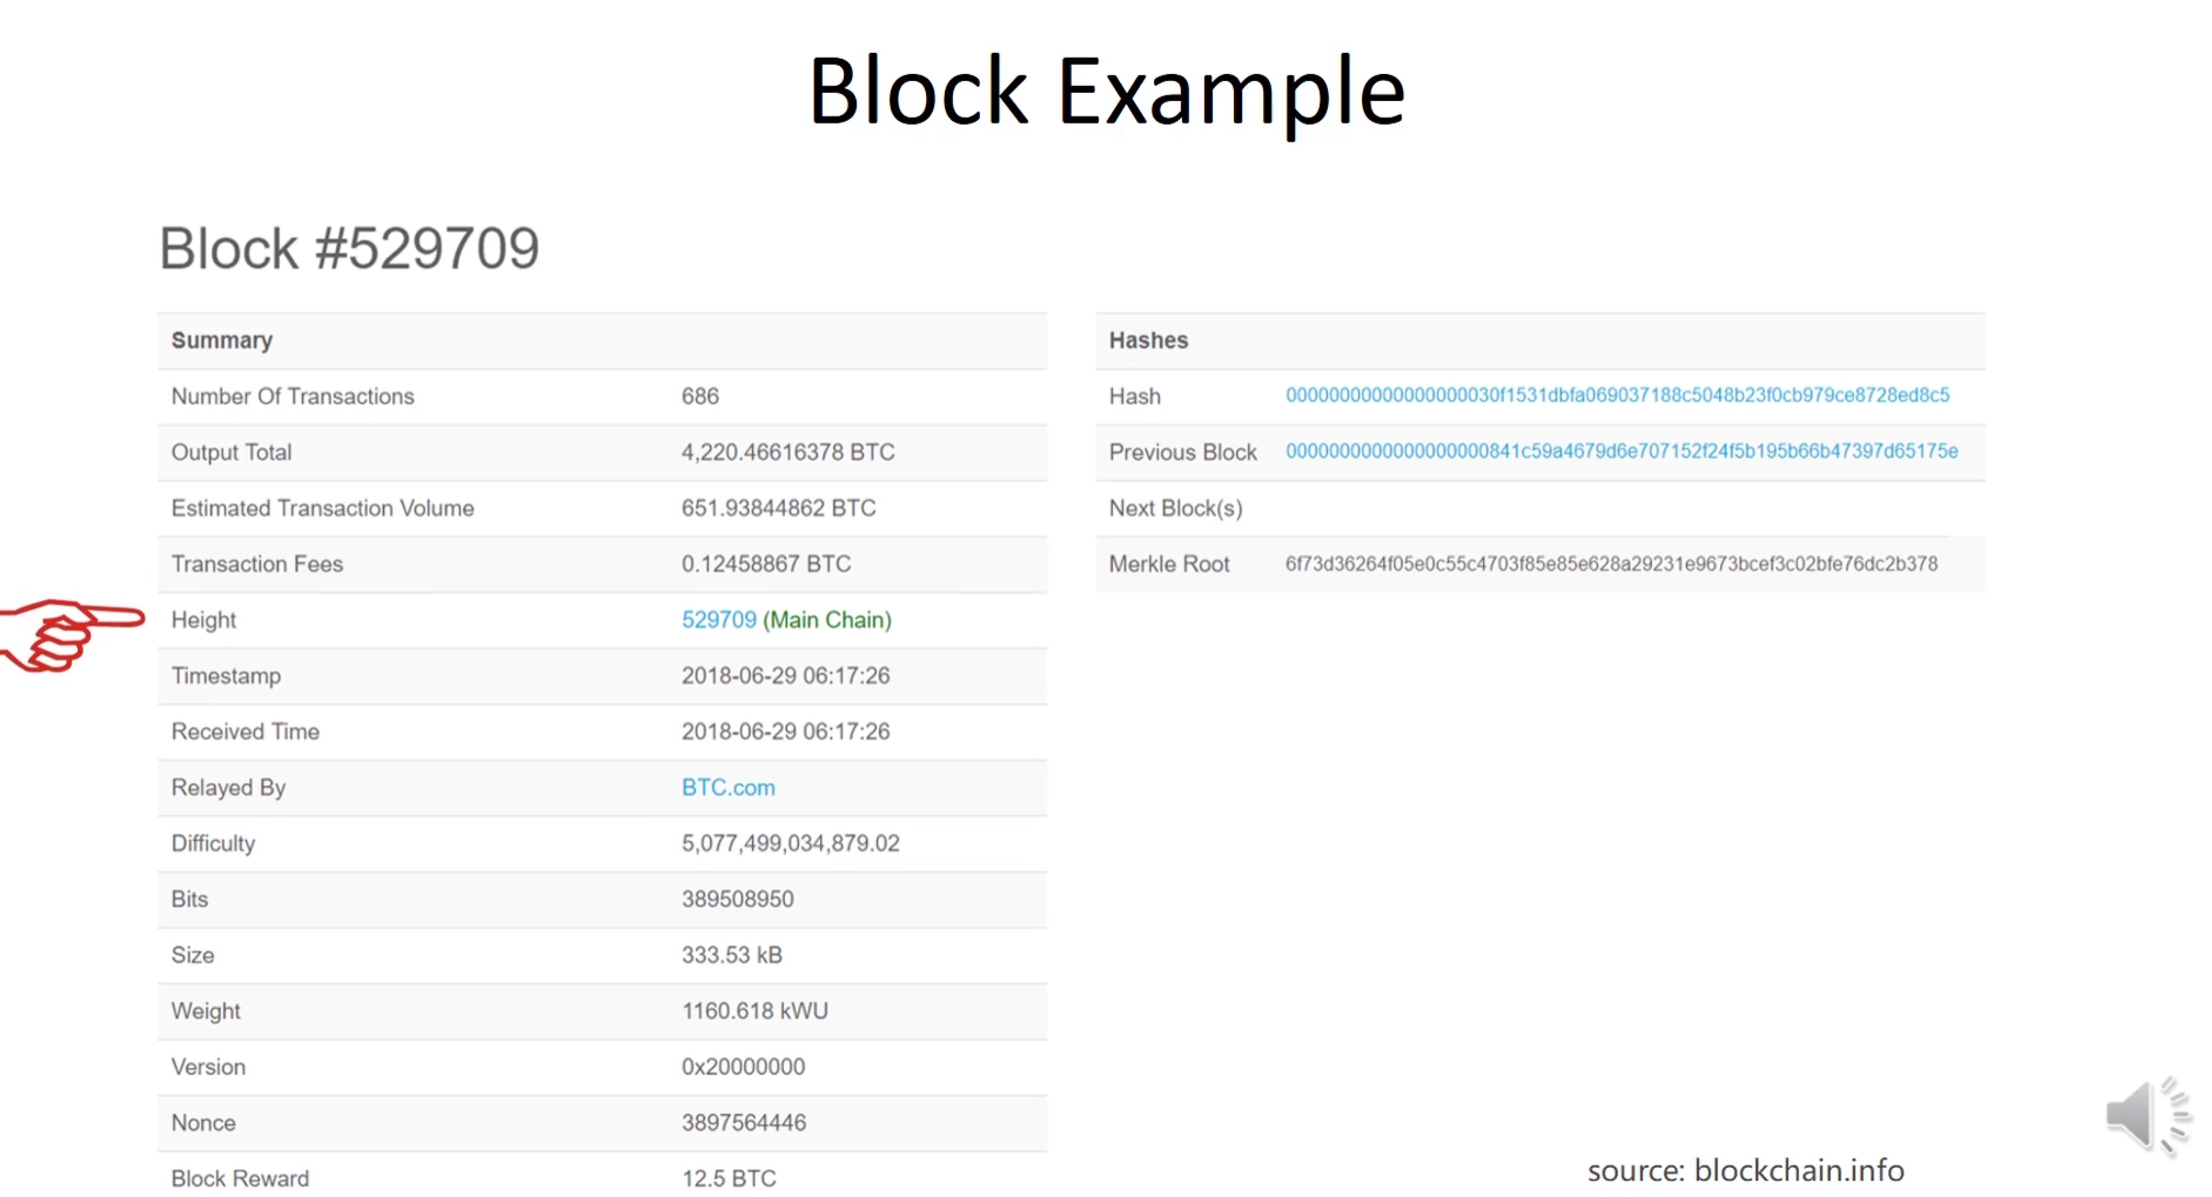 Block Example
Block #529709
Summary
Number Of Transactions 686
Output Total 4,220.46616378 BTC
Estimated Transaction Volume 651.93844862 BTC
Transaction Fees 0.12458867 BTC
Height 529709 (Main Chain)
Timestamp 2018-06-29 06:17:26
Received Time 2018-06-29 06:17:26
Relayed By BTC.com
Difficulty 5,077,499,034,879.02
Bits 389508950
Size 333.53 kB
Weight 1160.618 kWU
Version 0x20000000
Nonce 3897564446
Block Reward 12.5 BTC
Hashes
Hash 00000000000000000030f1531dbfa069037188c5048b23f0cb979ce8728ed8c5
Previous Block 0000000000000000000841c59a4679d6e707152f24f5b195b66b47397d65175e
Next Block(s)
Merkle Root 6f73d36264f05e0c55c4703f85e85e628a29231e9673bcef3c02bfe76dc2b378
source: blockchain.info